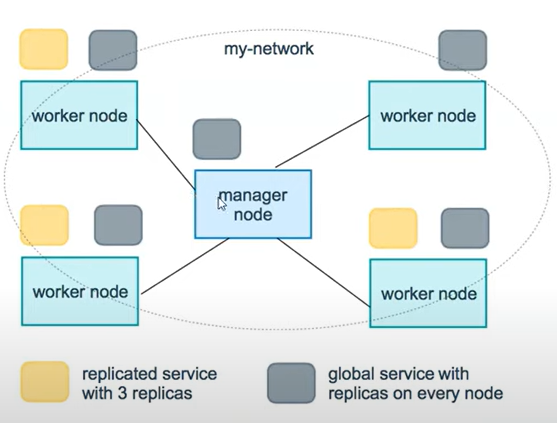 my-network
worker node
worker node
manager
node
worker node
worker node
replicated service
with 3 replicas
global service with
replicas on every node